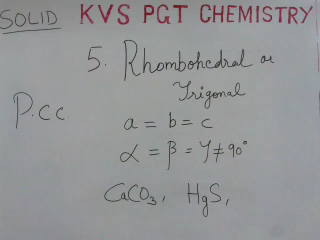 SOLID KVS PGT CHEMISTRY
5. Rhombohedral or
Trigonal
P.cc
a = b = c
α = β = γ ≠ 90°
CaCO₃, HgS,